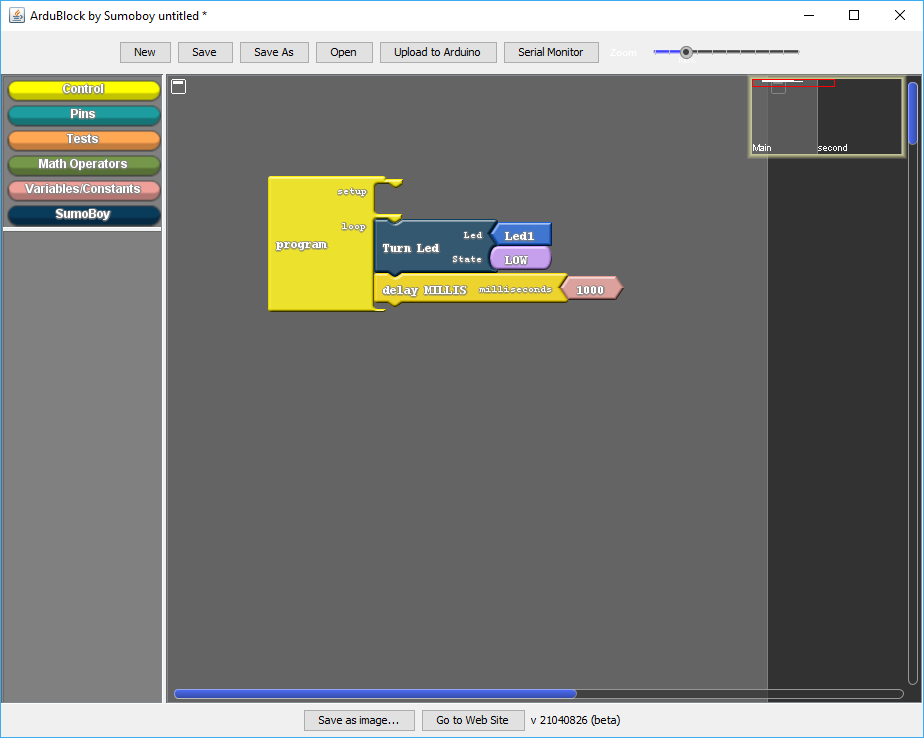 ArduBlock by Sumoboy untitled *
New Save Save As Open Upload to Arduino Serial Monitor Zoom
Control
Pins
Tests
Math Operators
Variables/Constants
SumoBoy
Main second
setup
loop
program
Turn Led
Led Led1
State LOW
delay MILLIS milliseconds 1000
Save as image... Go to Web Site v 21040826 (beta)